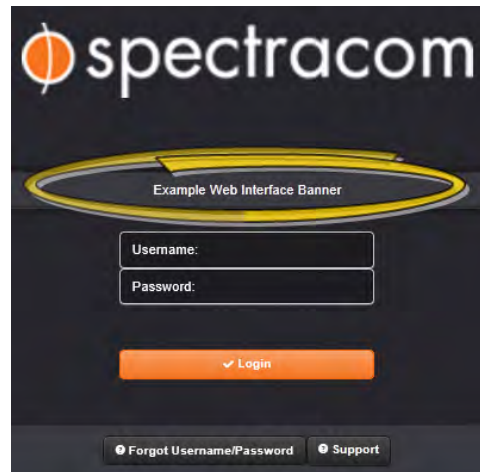 spectracom
Example Web Interface Banner
Username:
Password:
Login
Forgot Username/Password Support